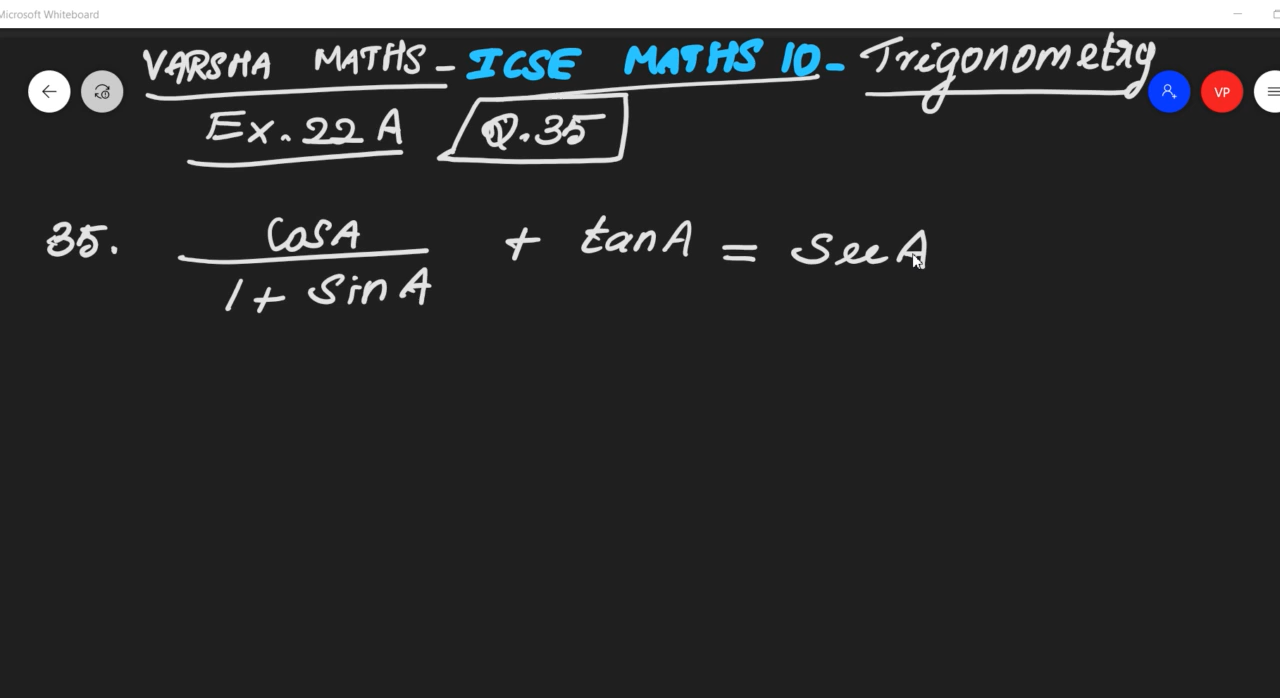 Microsoft Whiteboard
VARSHA MATHS - ICSE MATHS 10 - Trigonometry
Ex. 22 A Q.35
VP
35. CosA / 1 + SinA + tanA = SecA